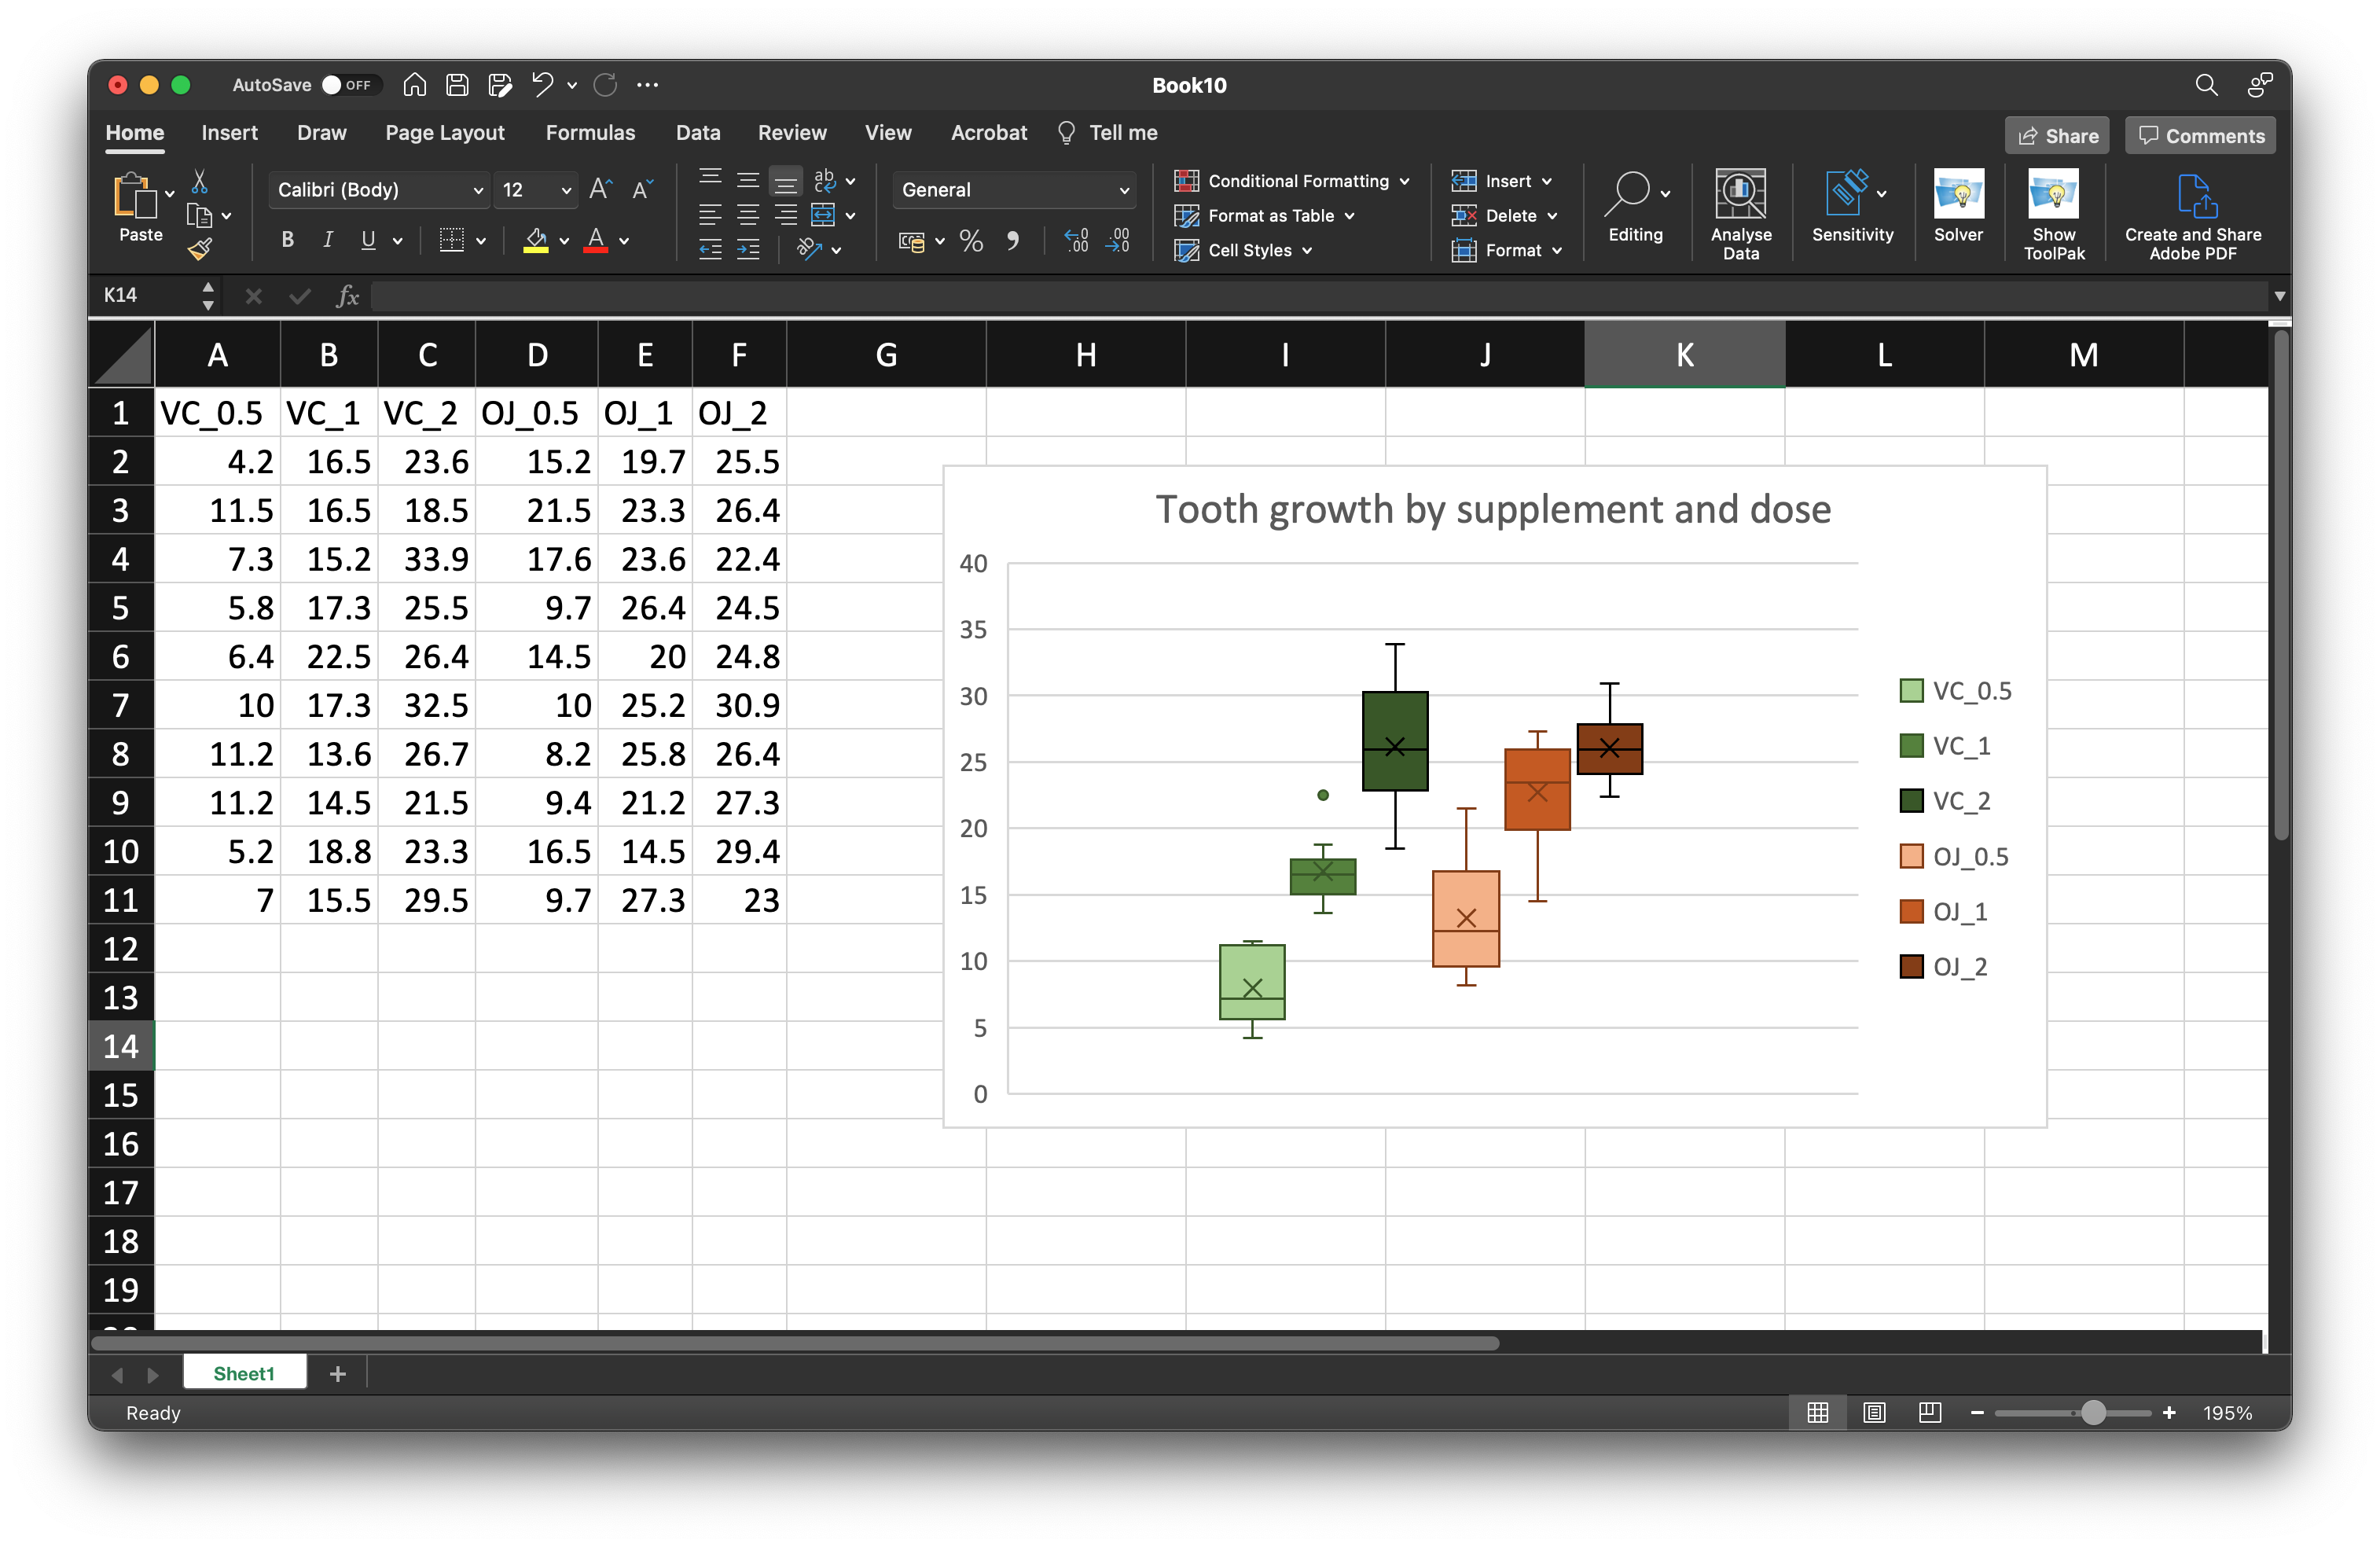 AutoSave OFF Book10
Home Insert Draw Page Layout Formulas Data Review View Acrobat Tell me Share Comments
Paste Calibri (Body) 12 General Conditional Formatting Insert
B I U Format as Table Delete
Cell Styles Format
Editing Analyse Data Sensitivity Solver Show ToolPak Create and Share Adobe PDF
K14 fx
A B C D E F G H I J K L M
1 VC_0.5 VC_1 VC_2 OJ_0.5 OJ_1 OJ_2
2 4.2 16.5 23.6 15.2 19.7 25.5
3 11.5 16.5 18.5 21.5 23.3 26.4
4 7.3 15.2 33.9 17.6 23.6 22.4
5 5.8 17.3 25.5 9.7 26.4 24.5
6 6.4 22.5 26.4 14.5 20 24.8
7 10 17.3 32.5 10 25.2 30.9
8 11.2 13.6 26.7 8.2 25.8 26.4
9 11.2 14.5 21.5 9.4 21.2 27.3
10 5.2 18.8 23.3 16.5 14.5 29.4
11 7 15.5 29.5 9.7 27.3 23
12
13
14
15
16
17
18
19
Tooth growth by supplement and dose
40
35
30
25
20
15
10
5
0
VC_0.5
VC_1
VC_2
OJ_0.5
OJ_1
OJ_2
Sheet1 +
Ready 195%